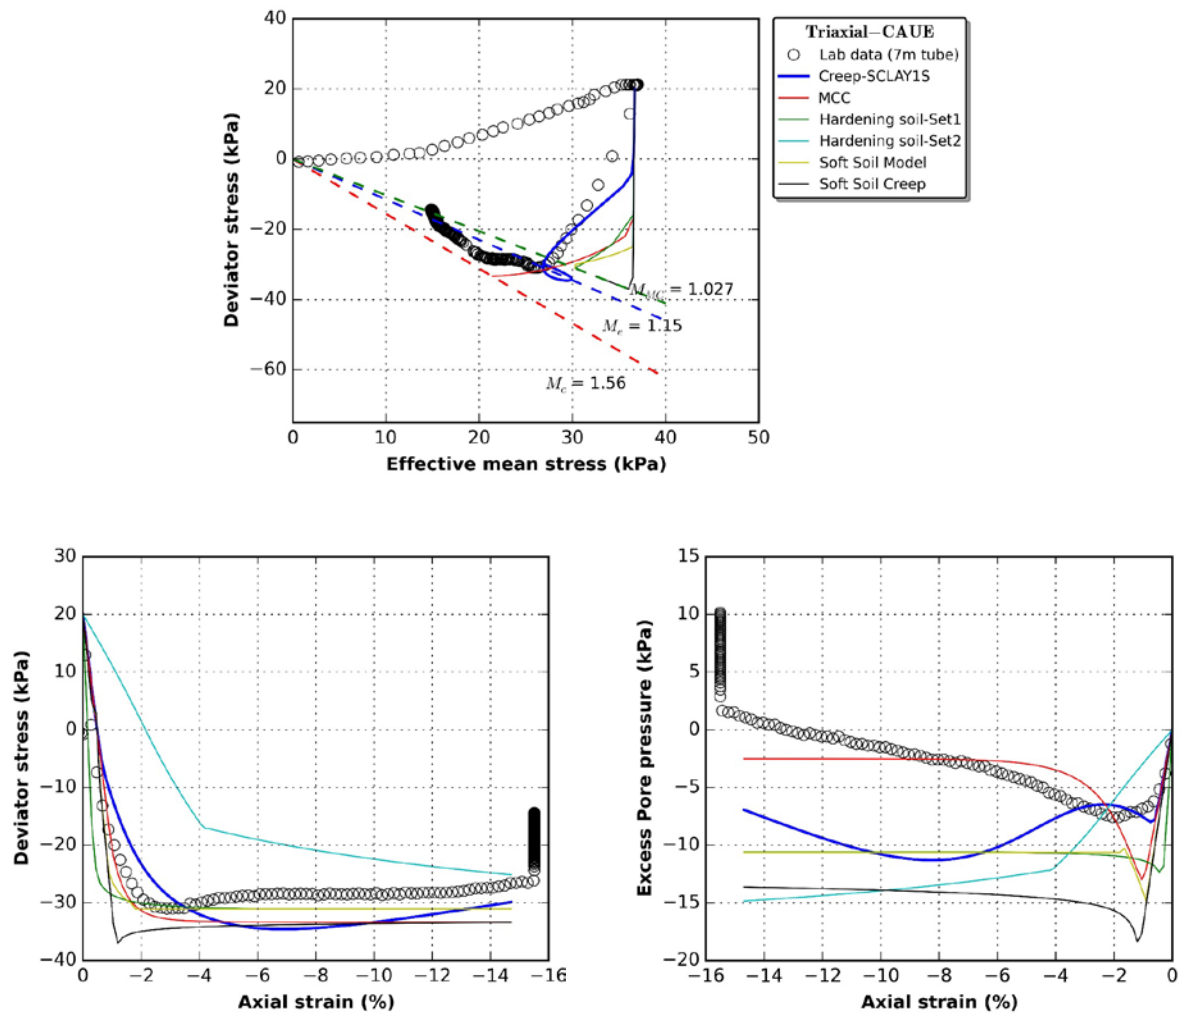 40
20
0
−20
−40
−60
Deviator stress (kPa)
0
10
20
30
40
50
Effective mean stress (kPa)
M_MC = 1.027
M_e = 1.15
M_c = 1.56
Triaxial−CAUE
Lab data (7m tube)
Creep-SCLAY1S
MCC
Hardening soil-Set1
Hardening soil-Set2
Soft Soil Model
Soft Soil Creep
30
20
10
0
−10
−20
−30
−40
Deviator stress (kPa)
0
−2
−4
−6
−8
−10
−12
−14
−16
Axial strain (%)
15
10
5
0
−5
−10
−15
−20
Excess Pore pressure (kPa)
−16
−14
−12
−10
−8
−6
−4
−2
0
Axial strain (%)